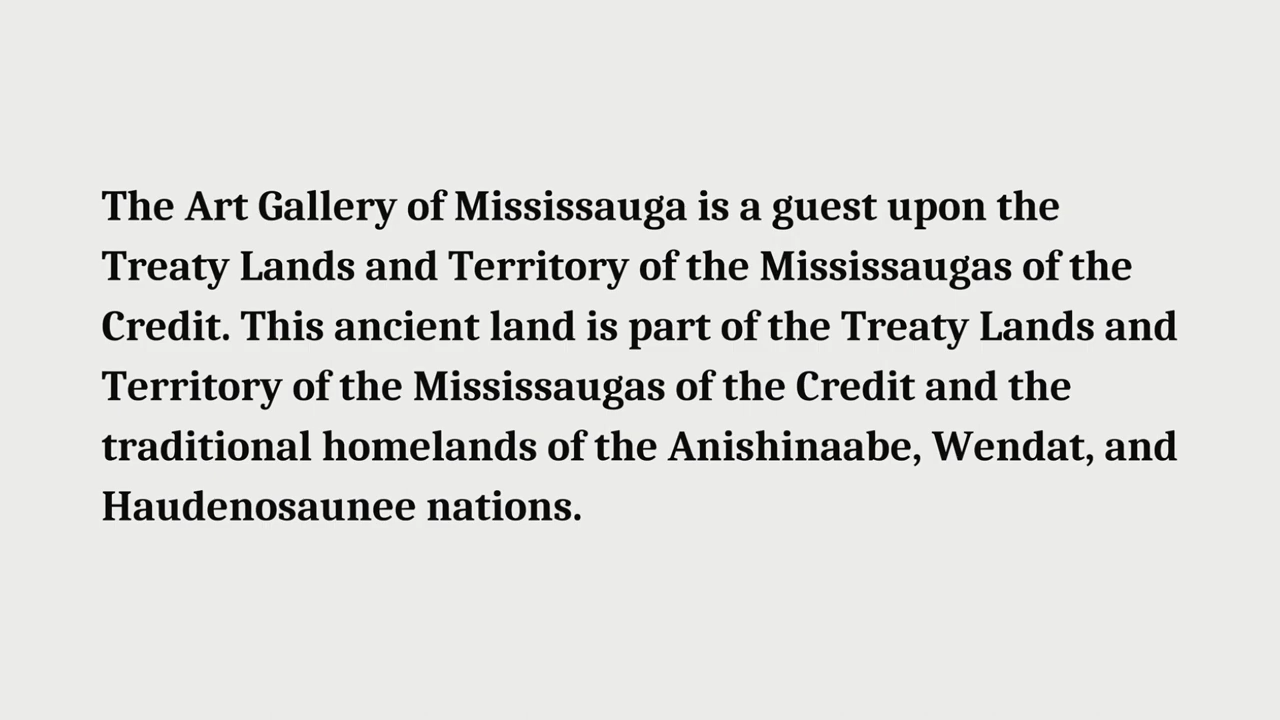 The Art Gallery of Mississauga is a guest upon the
Treaty Lands and Territory of the Mississaugas of the
Credit. This ancient land is part of the Treaty Lands and
Territory of the Mississaugas of the Credit and the
traditional homelands of the Anishinaabe, Wendat, and
Haudenosaunee nations.